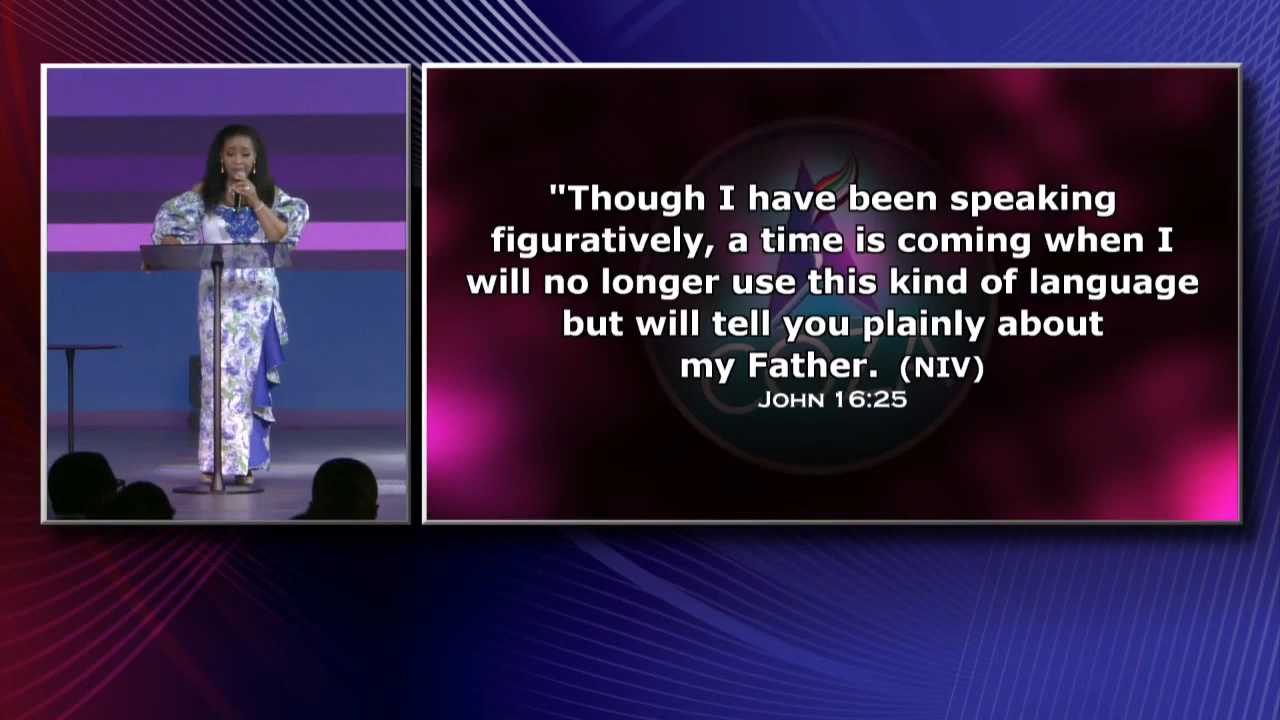 "Though I have been speaking
figuratively, a time is coming when I
will no longer use this kind of language
but will tell you plainly about
my Father. (NIV)
John 16:25
COZA